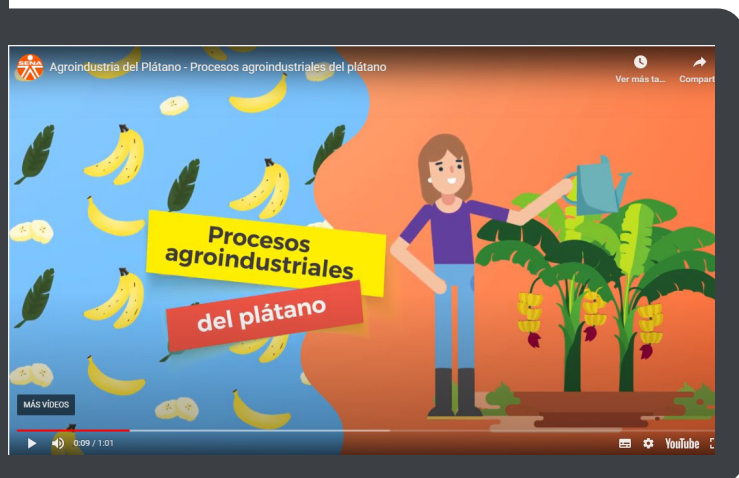 SENA
Agroindustria del Plátano - Procesos agroindustriales del plátano
Ver más ta...
Compart
Procesos
agroindustriales
del plátano
MÁS VÍDEOS
0:09 / 1:01
YouTube